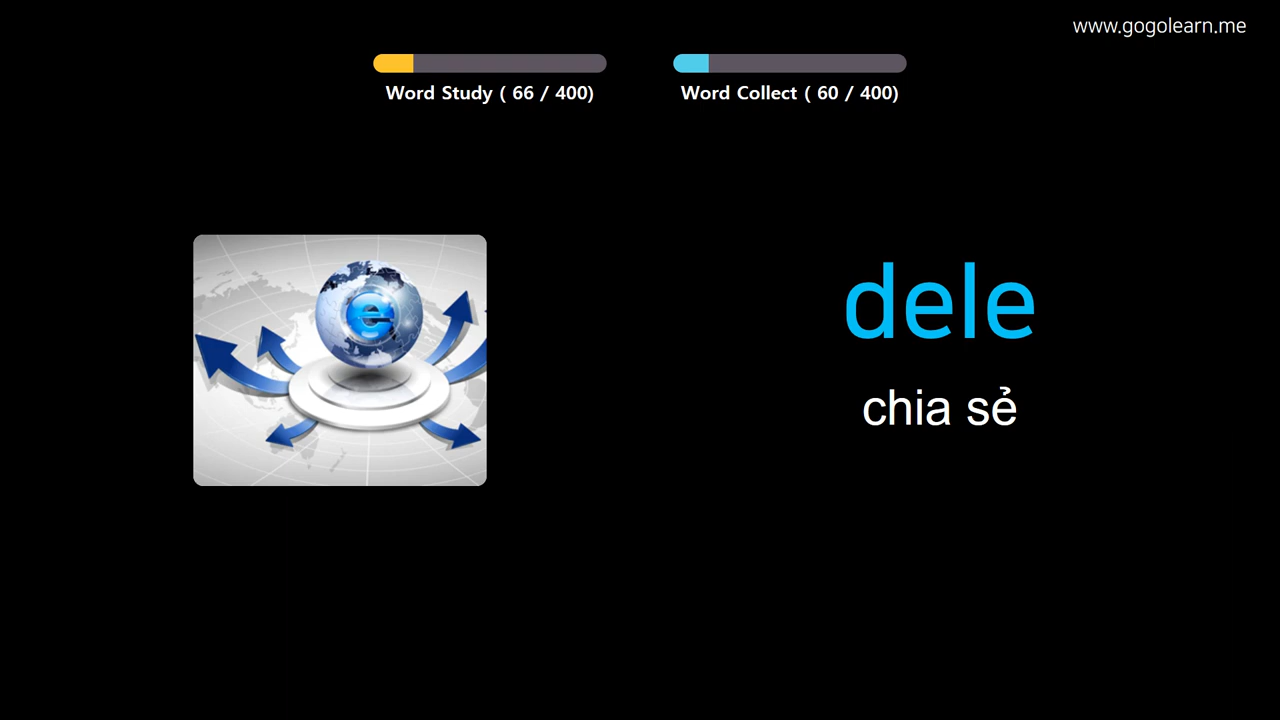 www.gogolearn.me
Word Study ( 66 / 400)
Word Collect ( 60 / 400)
e
dele
chia sẻ